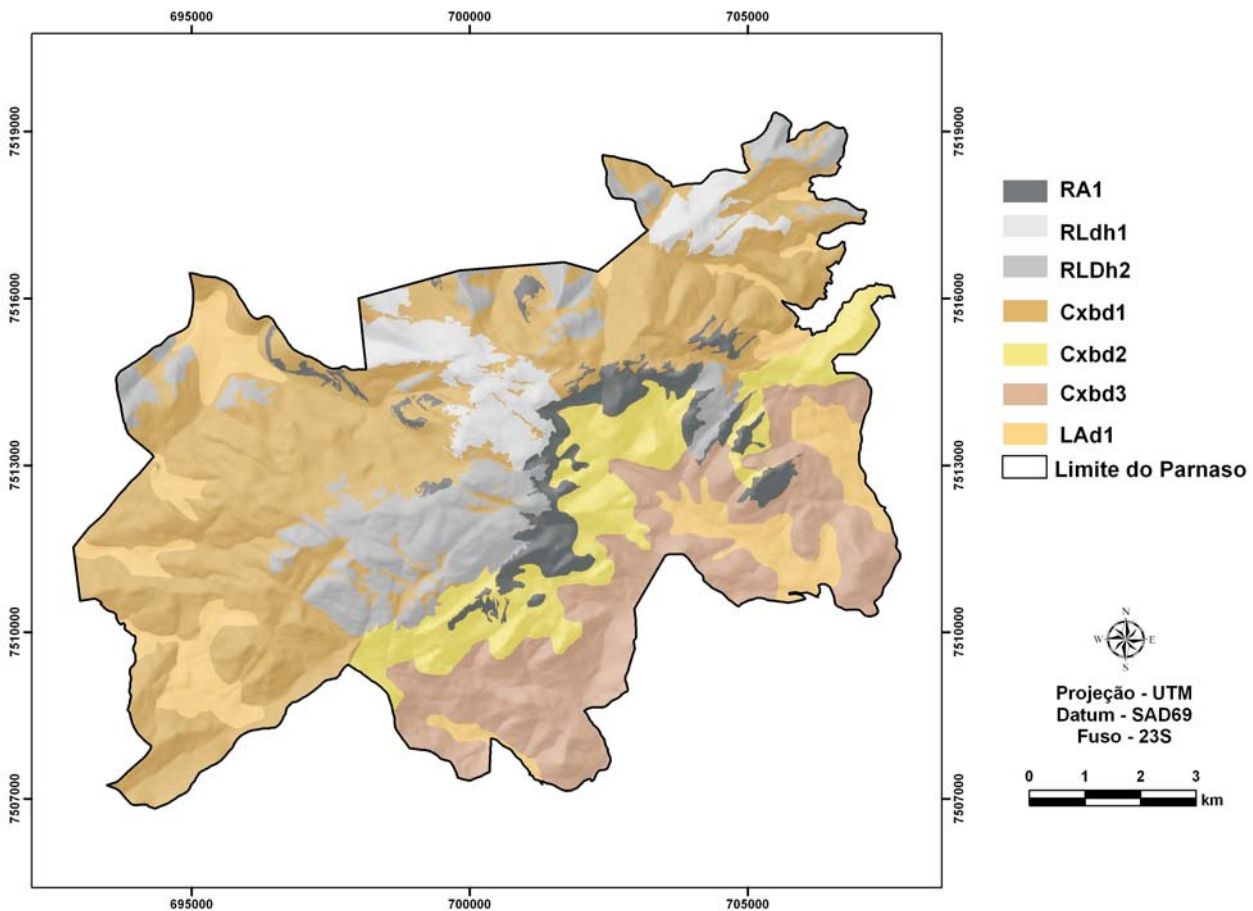 695000
700000
705000
7519000
7516000
7513000
7510000
7507000
7519000
7516000
7513000
7510000
7507000
695000
700000
705000
RA1
RLdh1
RLDh2
Cxbd1
Cxbd2
Cxbd3
LAd1
Limite do Parnaso
N
W E
S
Projeção - UTM
Datum - SAD69
Fuso - 23S
0 1 2 3
km